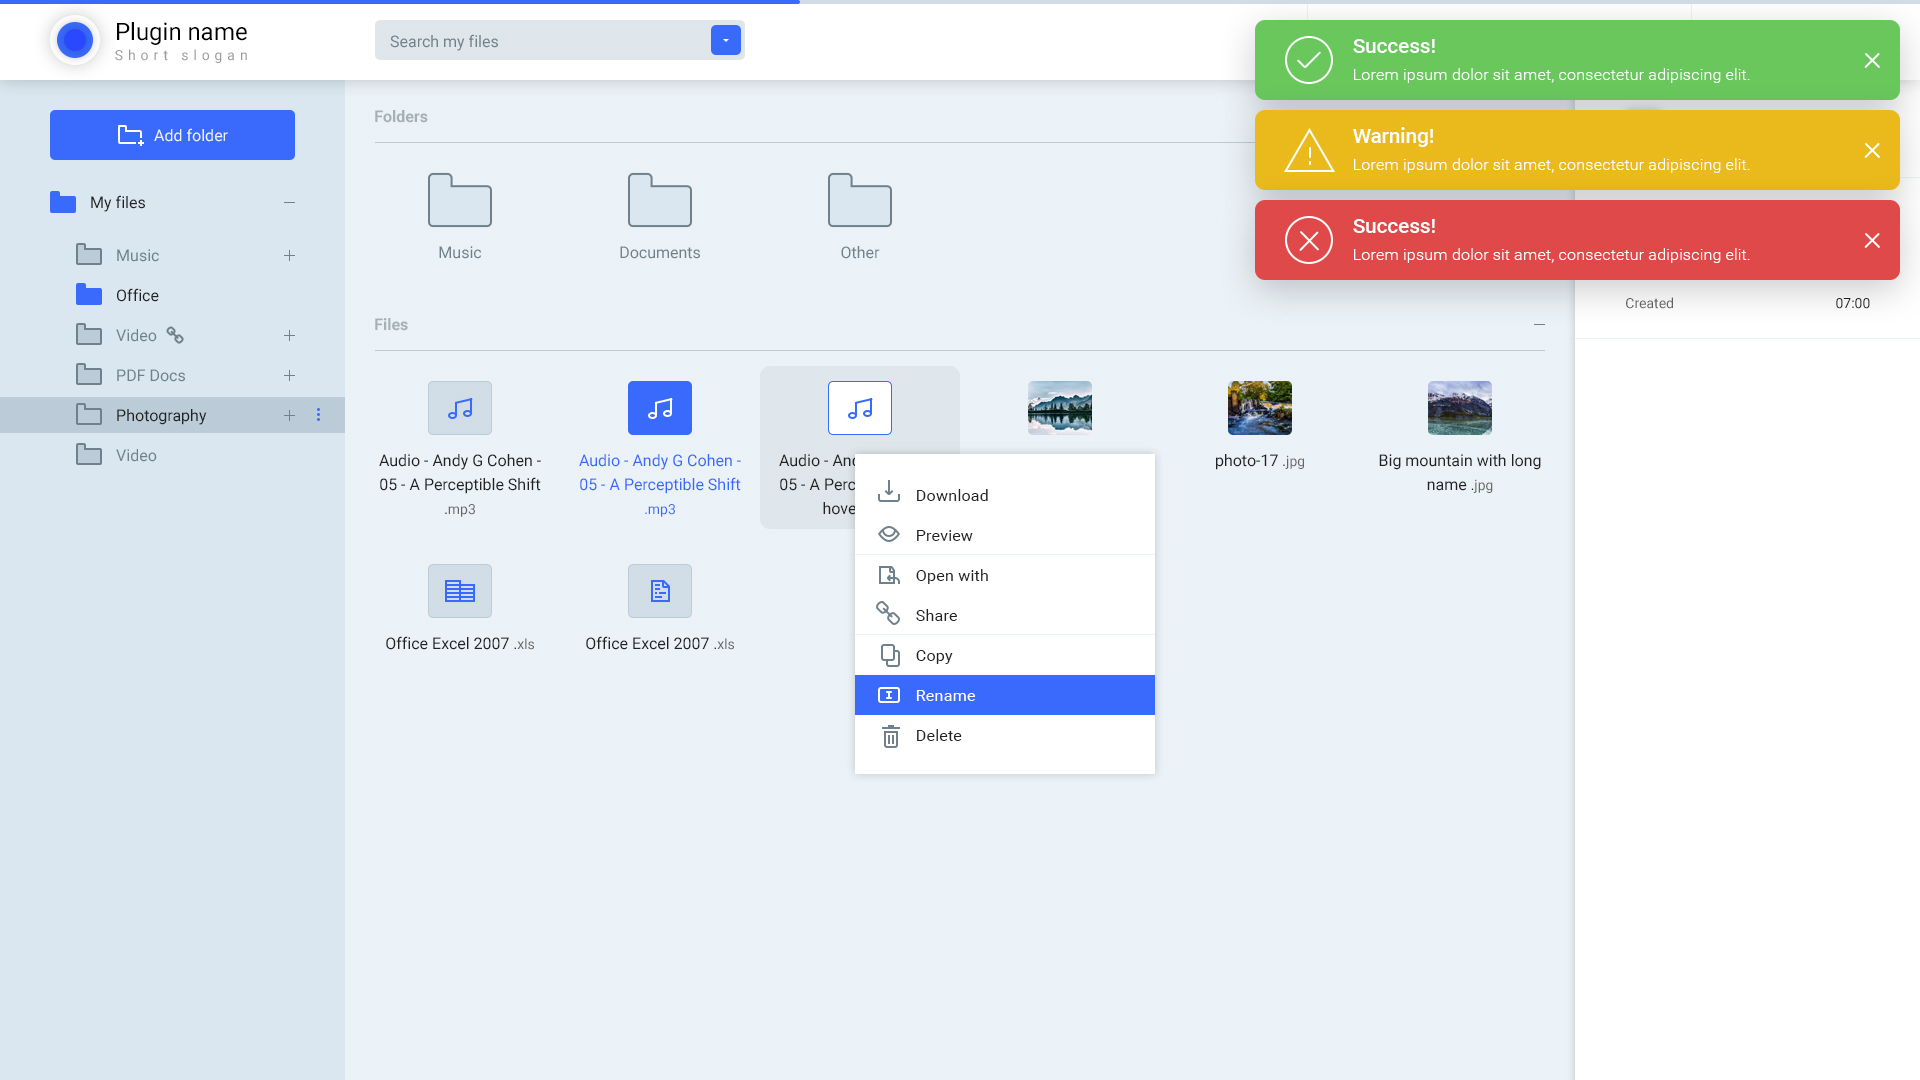 Plugin name
Short slogan
Search my files
Success!
Lorem ipsum dolor sit amet, consectetur adipiscing elit.
Warning!
Lorem ipsum dolor sit amet, consectetur adipiscing elit.
Success!
Lorem ipsum dolor sit amet, consectetur adipiscing elit.
Created 07:00
Add folder
My files
Music
Office
Video
PDF Docs
Photography
Video
Folders
Music
Documents
Other
Files
Audio - Andy G Cohen -
05 - A Perceptible Shift
.mp3
Audio - Andy G Cohen -
05 - A Perceptible Shift
.mp3
Audio -
05 - A
photo-17 .jpg
Big mountain with long
name .jpg
Office Excel 2007 .xls
Office Excel 2007 .xls
Download
Preview
Open with
Share
Copy
Rename
Delete